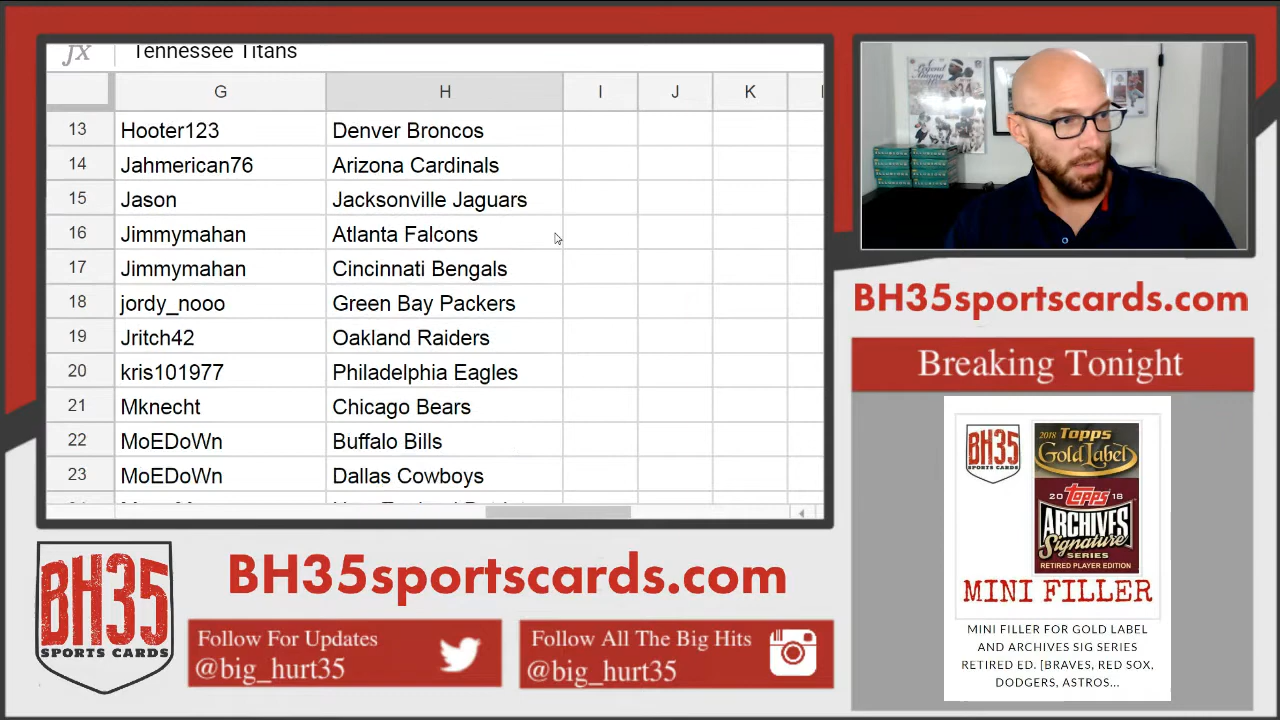 fx Tennessee Titans
G H I J K
13 Hooter123 Denver Broncos
14 Jahmerican76 Arizona Cardinals
15 Jason Jacksonville Jaguars
16 Jimmymahan Atlanta Falcons
17 Jimmymahan Cincinnati Bengals
18 jordy_nooo Green Bay Packers
19 Jritch42 Oakland Raiders
20 kris101977 Philadelphia Eagles
21 Mknecht Chicago Bears
22 MoEDoWn Buffalo Bills
23 MoEDoWn Dallas Cowboys
BH35sportscards.com
Breaking Tonight
BH35
SPORTS CARDS
2018 Topps
Gold Label
2018
Topps
ARCHIVES
Signature
SERIES
RETIRED PLAYER EDITION
MINI FILLER
MINI FILLER FOR GOLD LABEL
AND ARCHIVES SIG SERIES
RETIRED ED. [BRAVES, RED SOX,
DODGERS, ASTROS...
BH35
SPORTS CARDS
BH35sportscards.com
Follow For Updates
@big_hurt35
Follow All The Big Hits
@big_hurt35